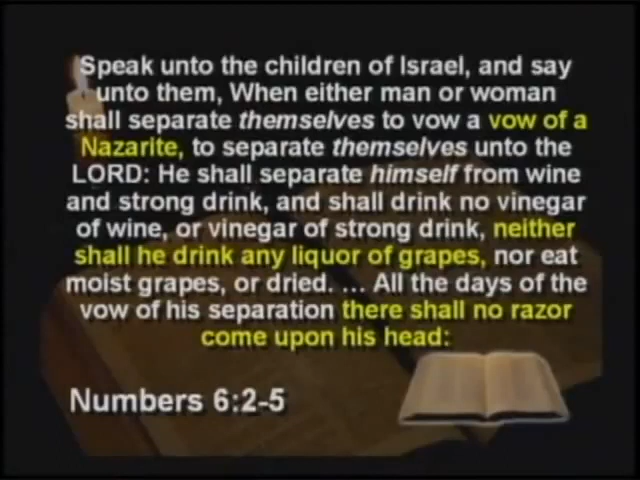 Speak unto the children of Israel, and say
unto them, When either man or woman
shall separate themselves to vow a vow of a
Nazarite, to separate themselves unto the
LORD: He shall separate himself from wine
and strong drink, and shall drink no vinegar
of wine, or vinegar of strong drink, neither
shall he drink any liquor of grapes, nor eat
moist grapes, or dried. ... All the days of the
vow of his separation there shall no razor
come upon his head:
Numbers 6:2-5